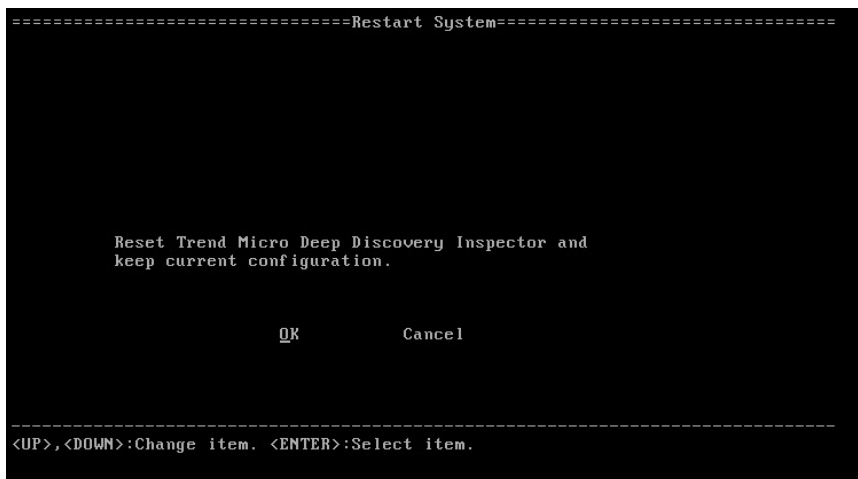 =================================Restart System=================================
Reset Trend Micro Deep Discovery Inspector and
keep current configuration.
OK Cancel
--------------------------------------------------------------------------------
<UP>,<DOWN>:Change item. <ENTER>:Select item.